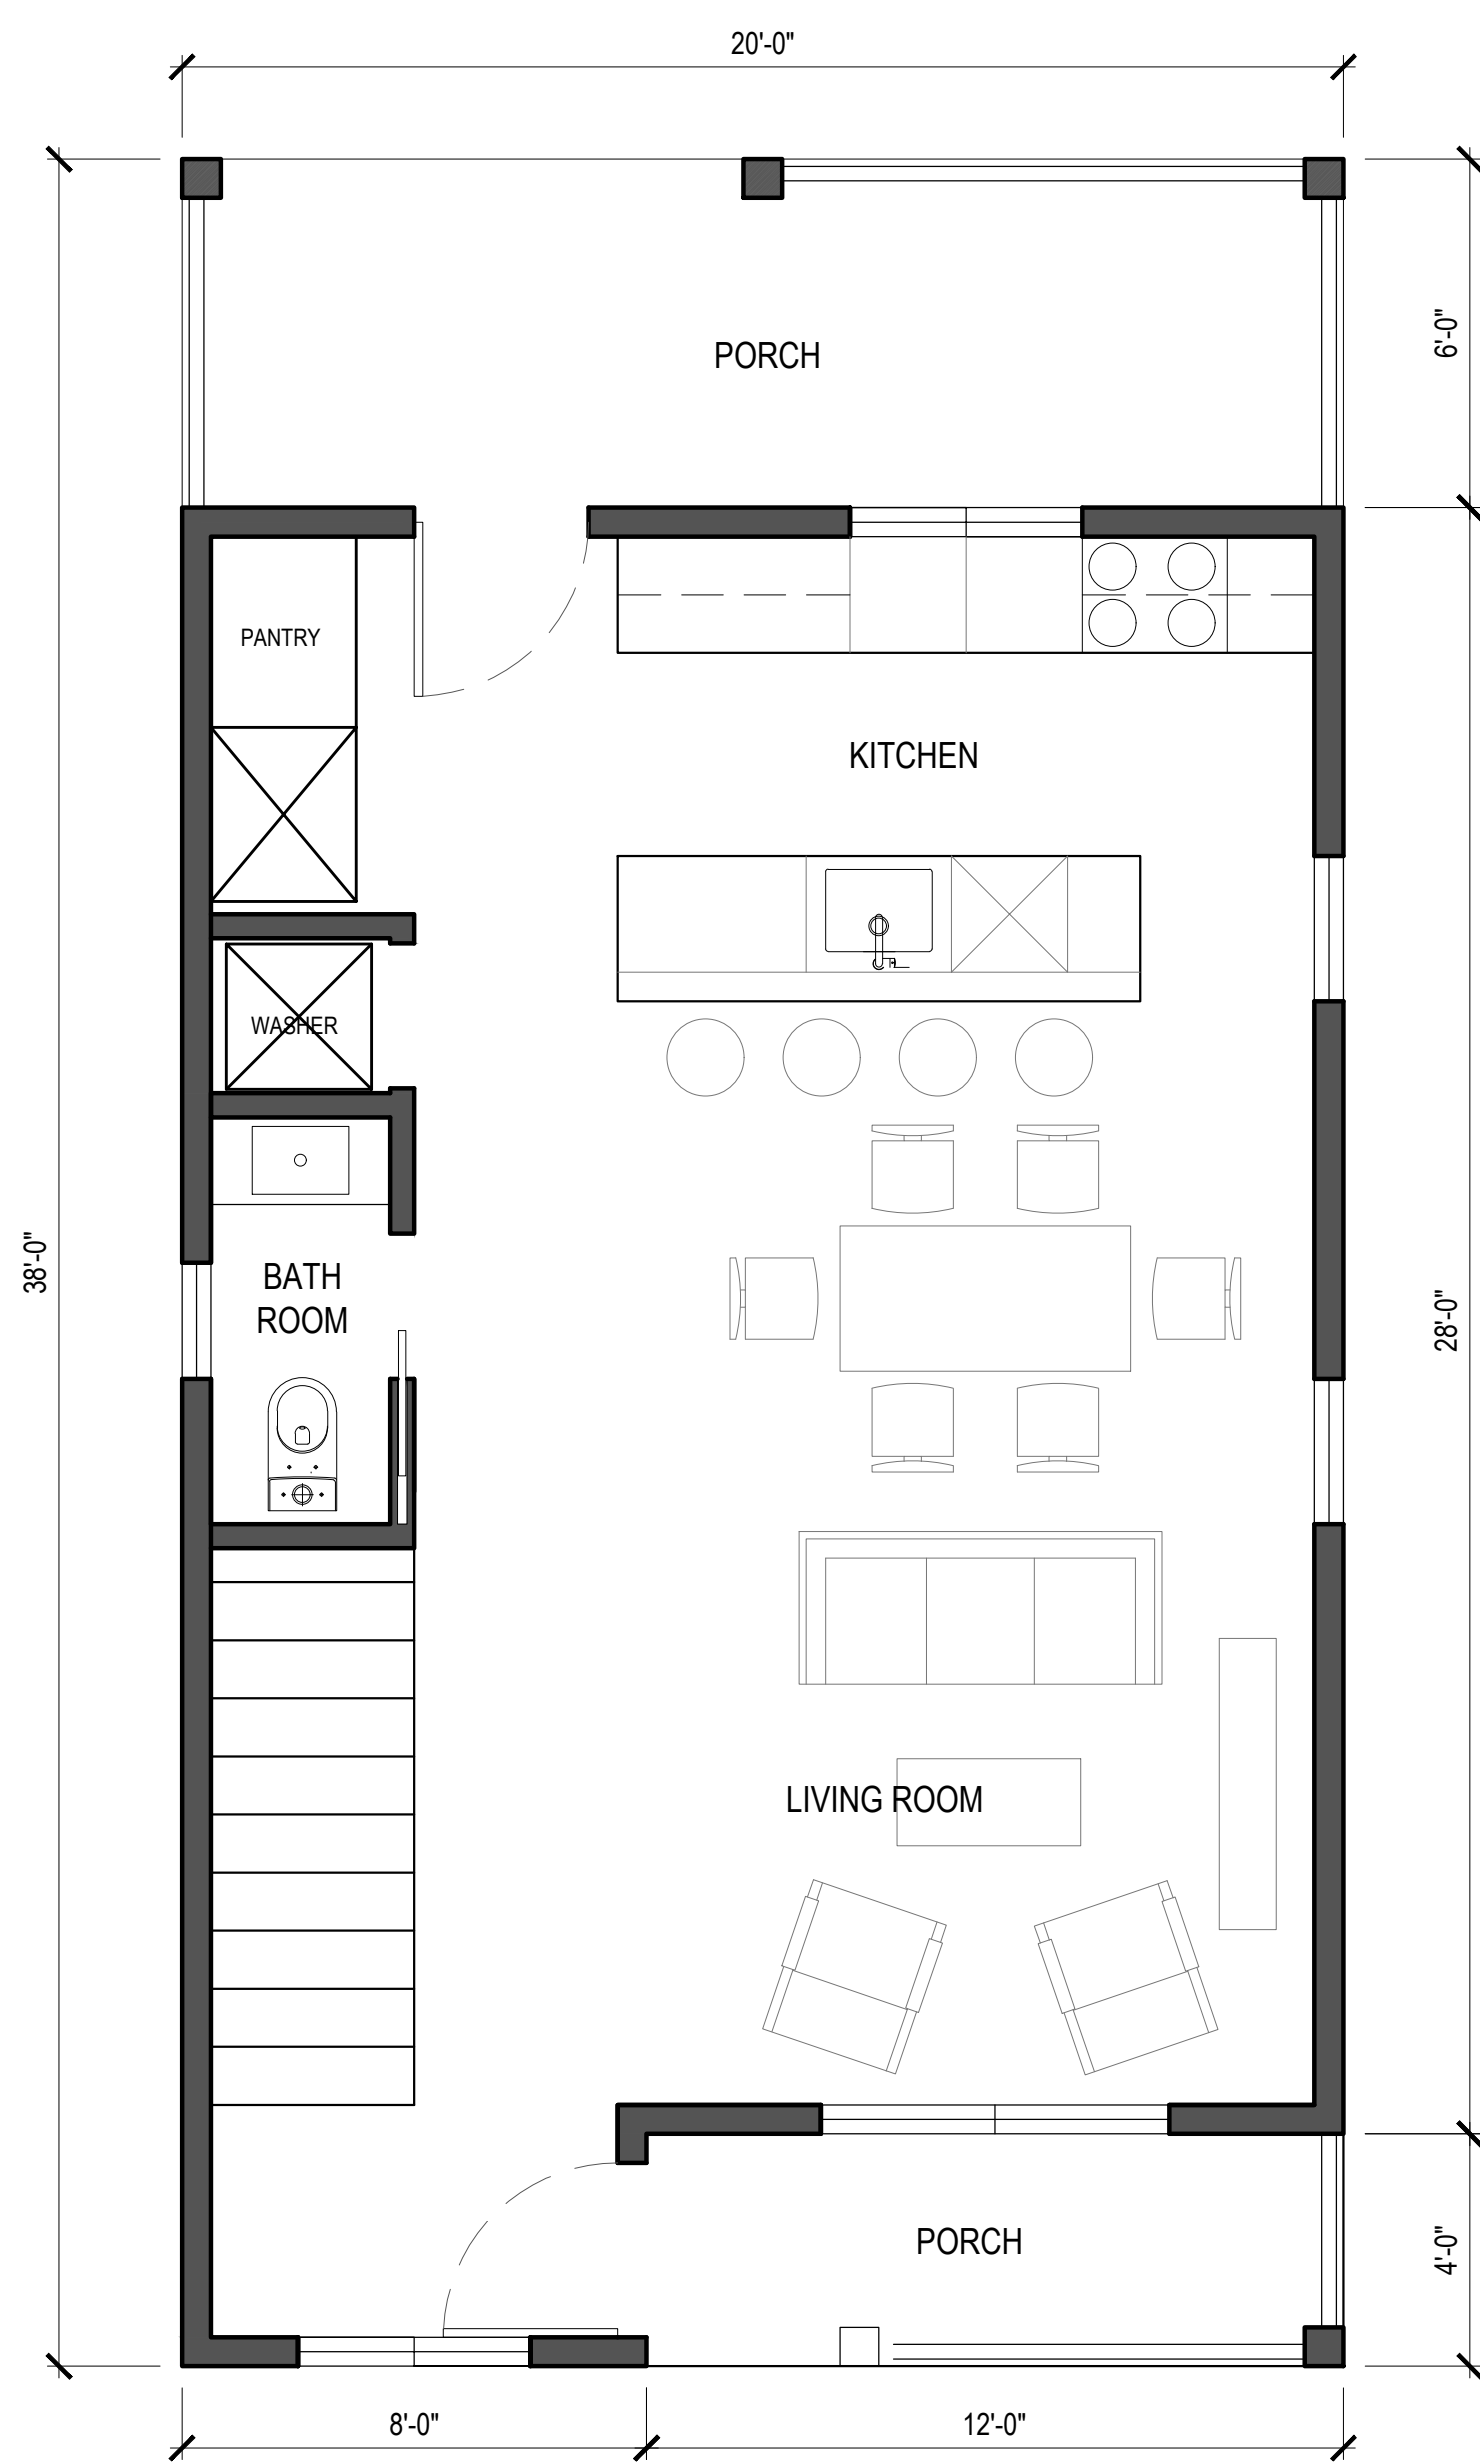 20'-0"
PORCH
6'-0"
PANTRY
KITCHEN
WASHER
38'-0"
BATH
ROOM
28'-0"
LIVING ROOM
PORCH
4'-0"
8'-0"
12'-0"